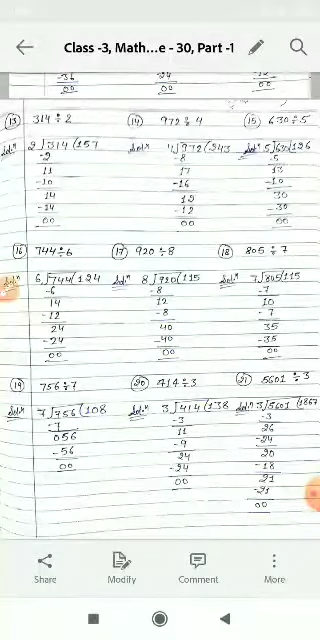 Class -3, Math...e - 30, Part -1
-36
-24
00
00
00
13 314 ÷ 2
14 972 ÷ 4
15 630 ÷ 5
Solⁿ 2)314(157
-2
11
-10
14
-14
00
Solⁿ 4)972(243
-8
17
-16
12
-12
00
Solⁿ 5)630(126
-5
13
-10
30
-30
00
16 744 ÷ 6
17 920 ÷ 8
18 805 ÷ 7
Solⁿ 6)744(124
-6
14
-12
24
-24
00
Solⁿ 8)920(115
-8
12
-8
40
-40
00
Solⁿ 7)805(115
-7
10
-7
35
-35
00
19 756 ÷ 7
20 414 ÷ 3
21 5601 ÷ 3
Solⁿ 7)756(108
-7
056
-56
00
Solⁿ 3)414(138
-3
11
-9
24
-24
00
Solⁿ 3)5601(1867
-3
26
-24
20
-18
21
-21
00
Share
Modify
Comment
More